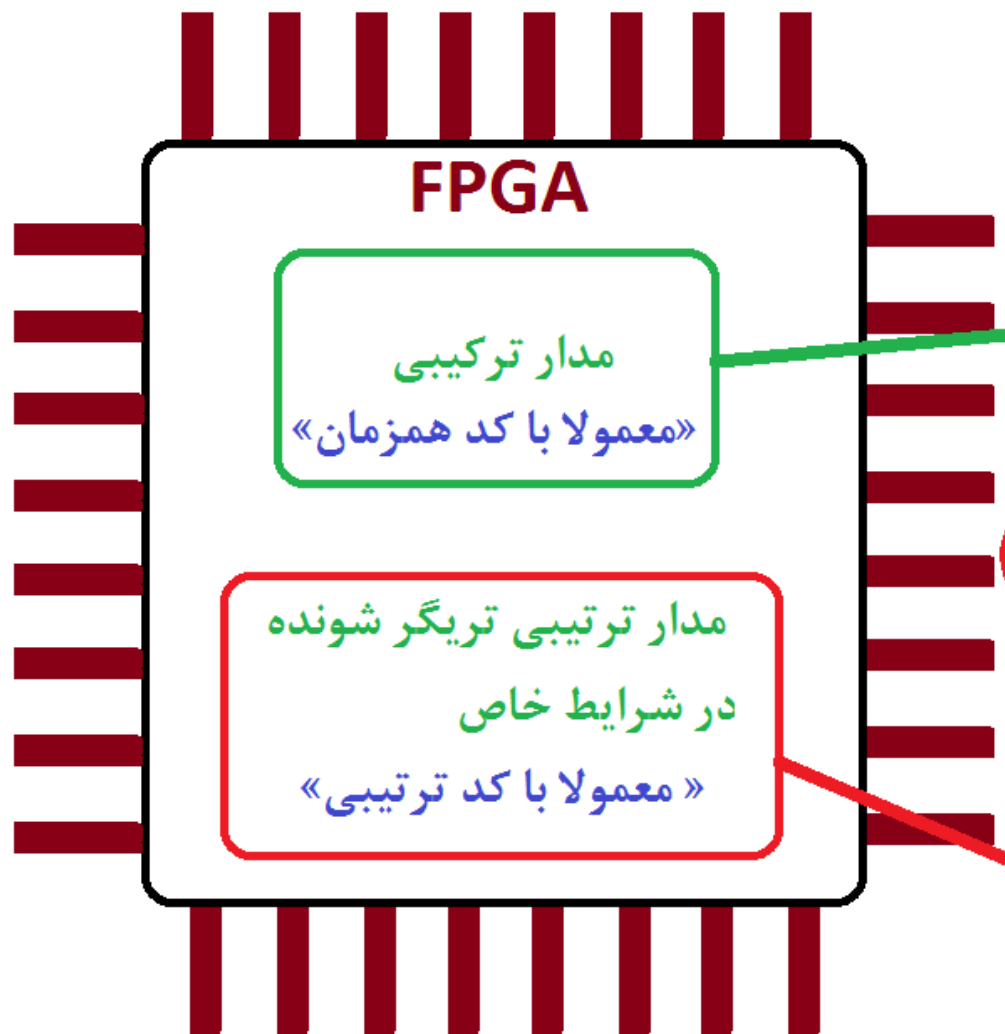 FPGA
مدار ترکیبی
«معمولا با کد همزمان»
مدار ترتیبی تریگر شونده
در شرایط خاص
« معمولا با کد ترتیبی»